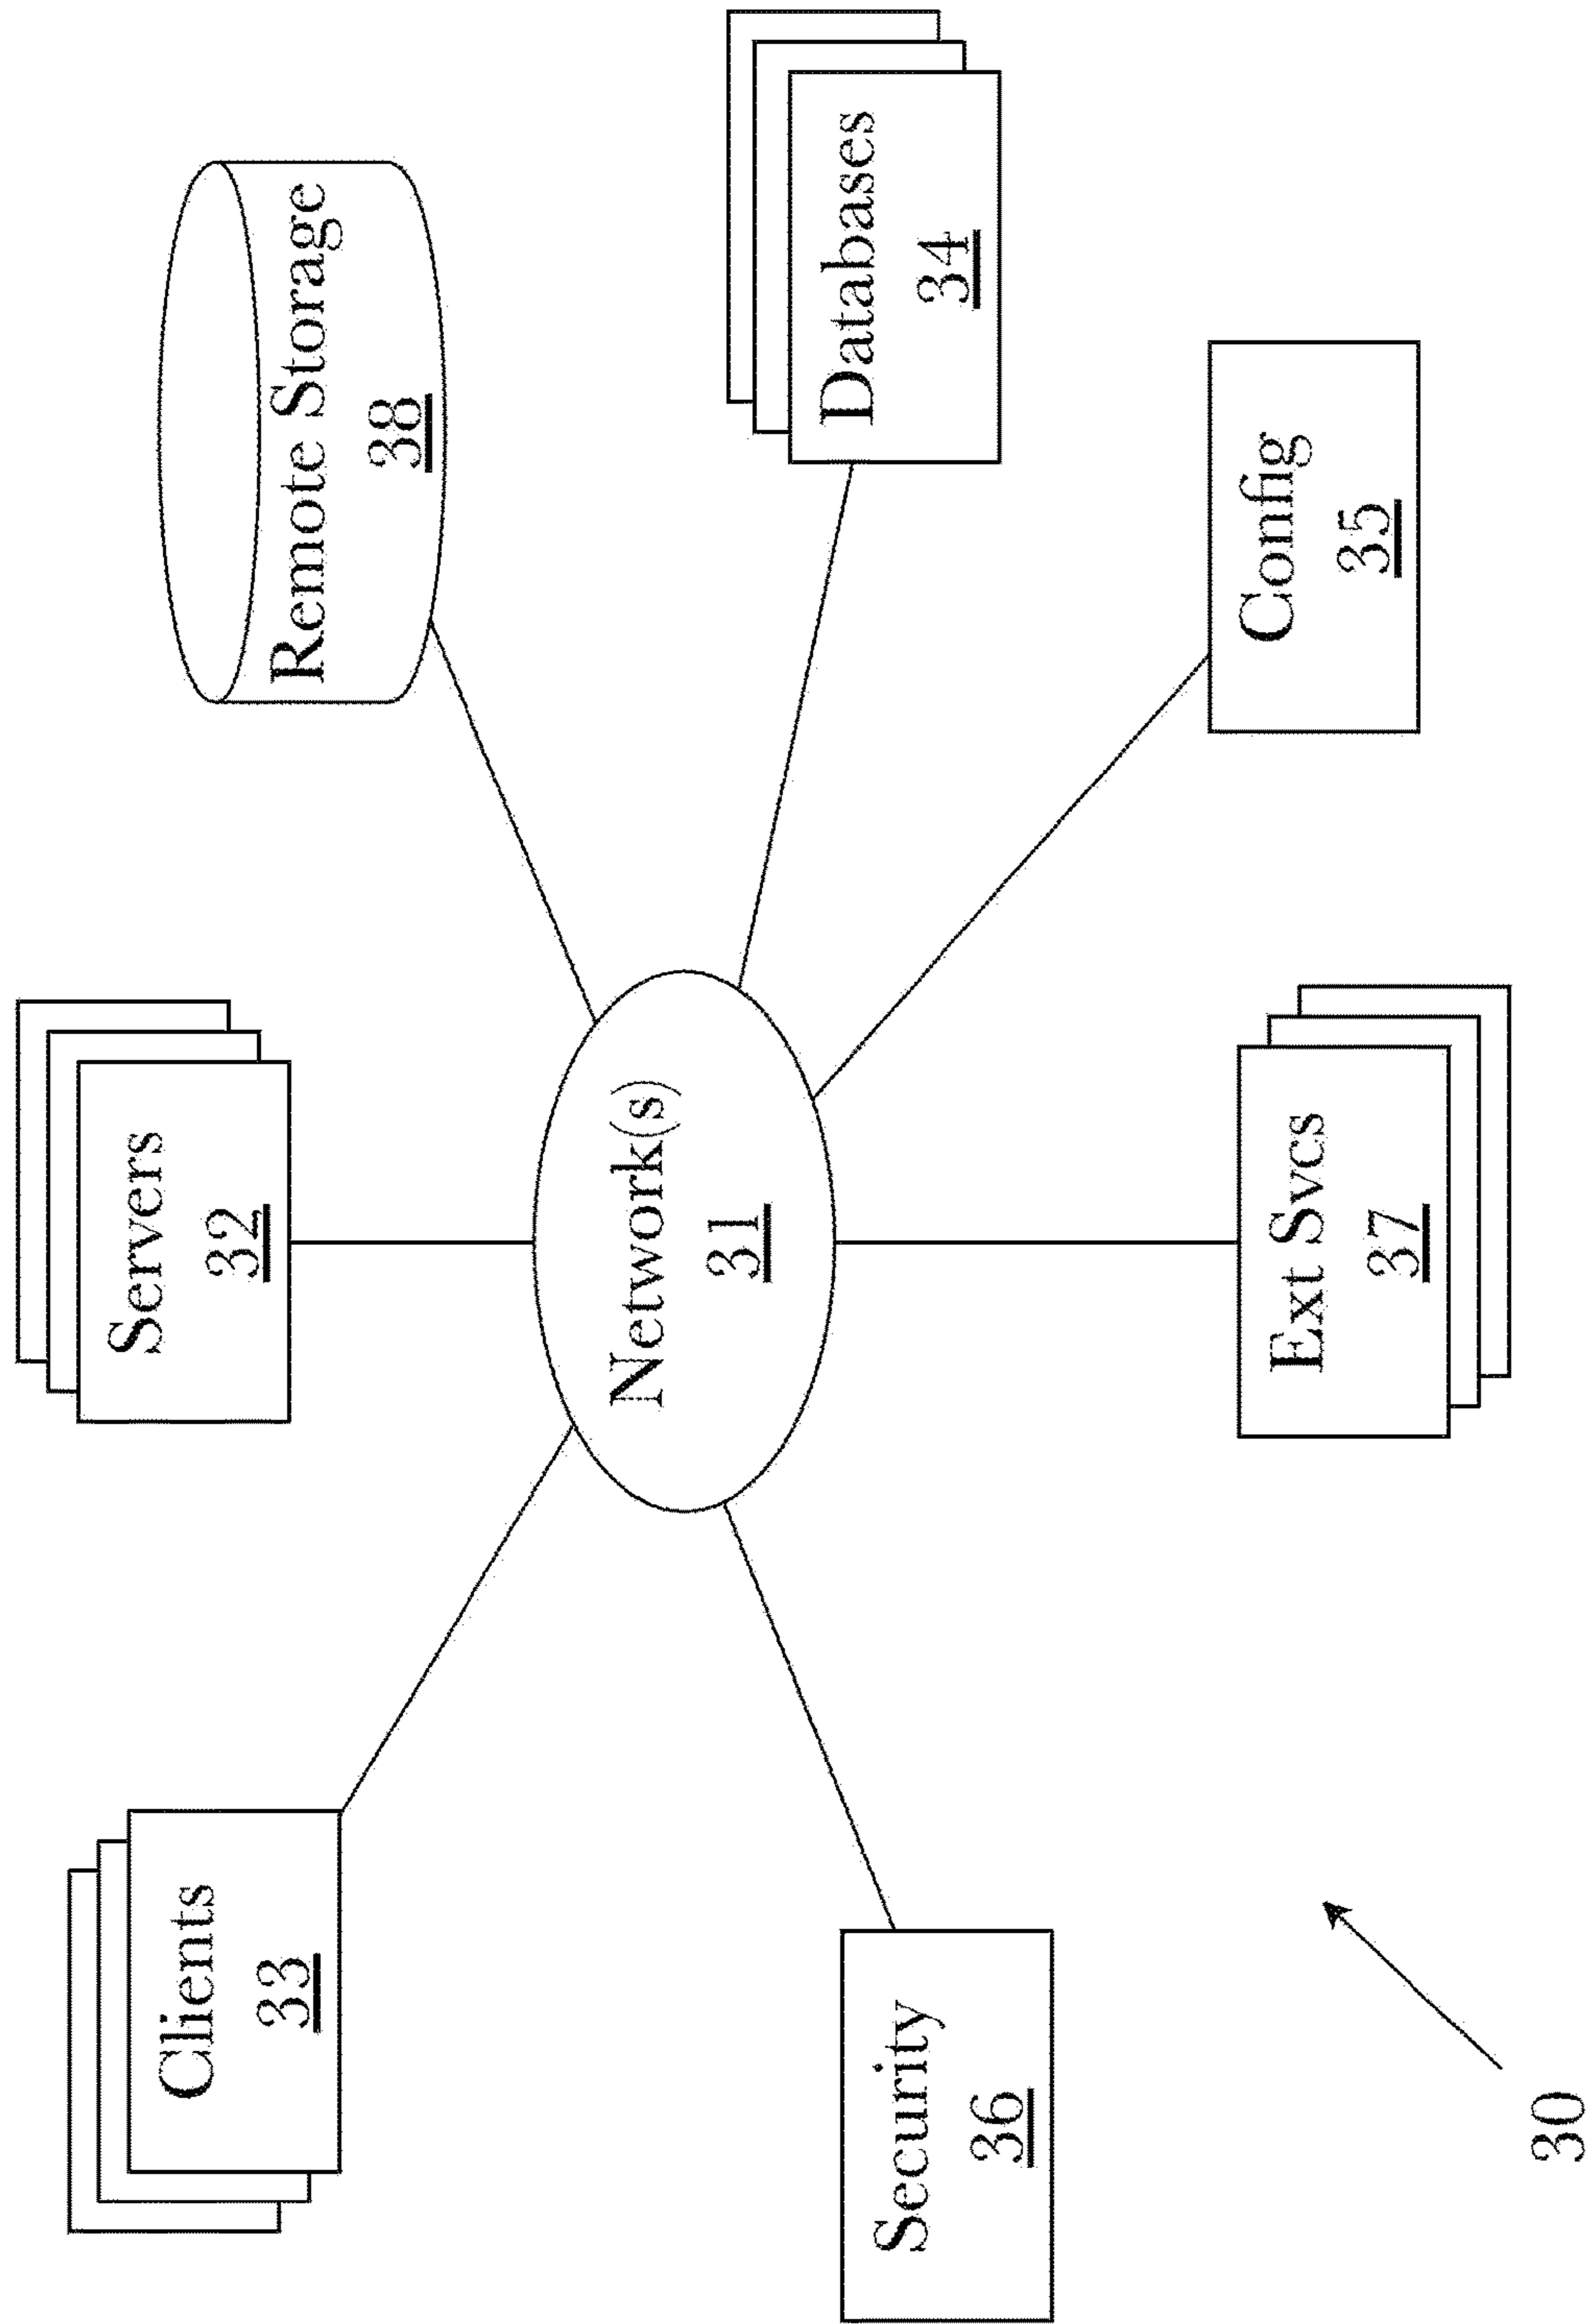 Servers
32
Clients
33
Remote Storage
38
Network(s)
31
Databases
34
Security
36
Config
35
Ext Svcs
37
30